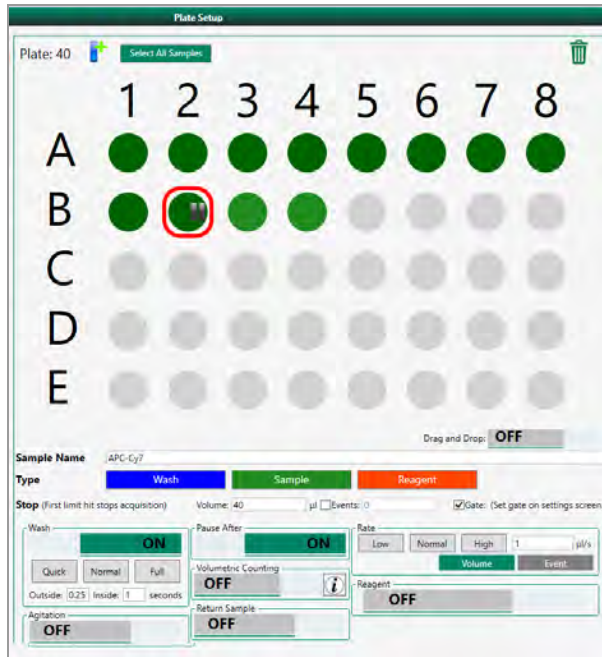 Plate Setup
Plate: 40 Select All Samples
1 2 3 4 5 6 7 8
A
B
C
D
E
Drag and Drop: OFF
Sample Name APC-Cy7
Type Wash Sample Reagent
Stop (First limit hit stops acquisition) Volume: 40 µl Events: 0 Gate: (Set gate on settings screen
Wash Pause After Rate
ON ON Low Normal High 1 µl/s
Volume Event
Quick Normal Full Volumetric Counting
OFF i Reagent
Outside: 0.25 Inside: 1 seconds OFF
Agitation Return Sample
OFF OFF